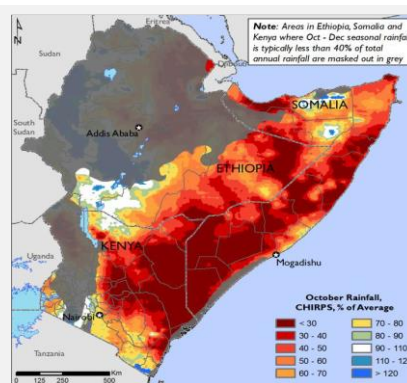 Eritrea
Note: Areas in Ethiopia, Somalia and
Kenya where Oct - Dec seasonal rainfall
is typically less than 40% of total
annual rainfall are masked out in grey
Sudan
SOMALIA
South
Sudan
Addis Ababa
ETHIOPIA
KENYA
Uganda
Mogadishu
Nairobi
Tanzania
October Rainfall,
CHIRPS, % of Average
< 30
30 - 40
40 - 50
50 - 60
60 - 70
70 - 80
80 - 90
90 - 110
110 - 12
> 120
0
250
500
Km